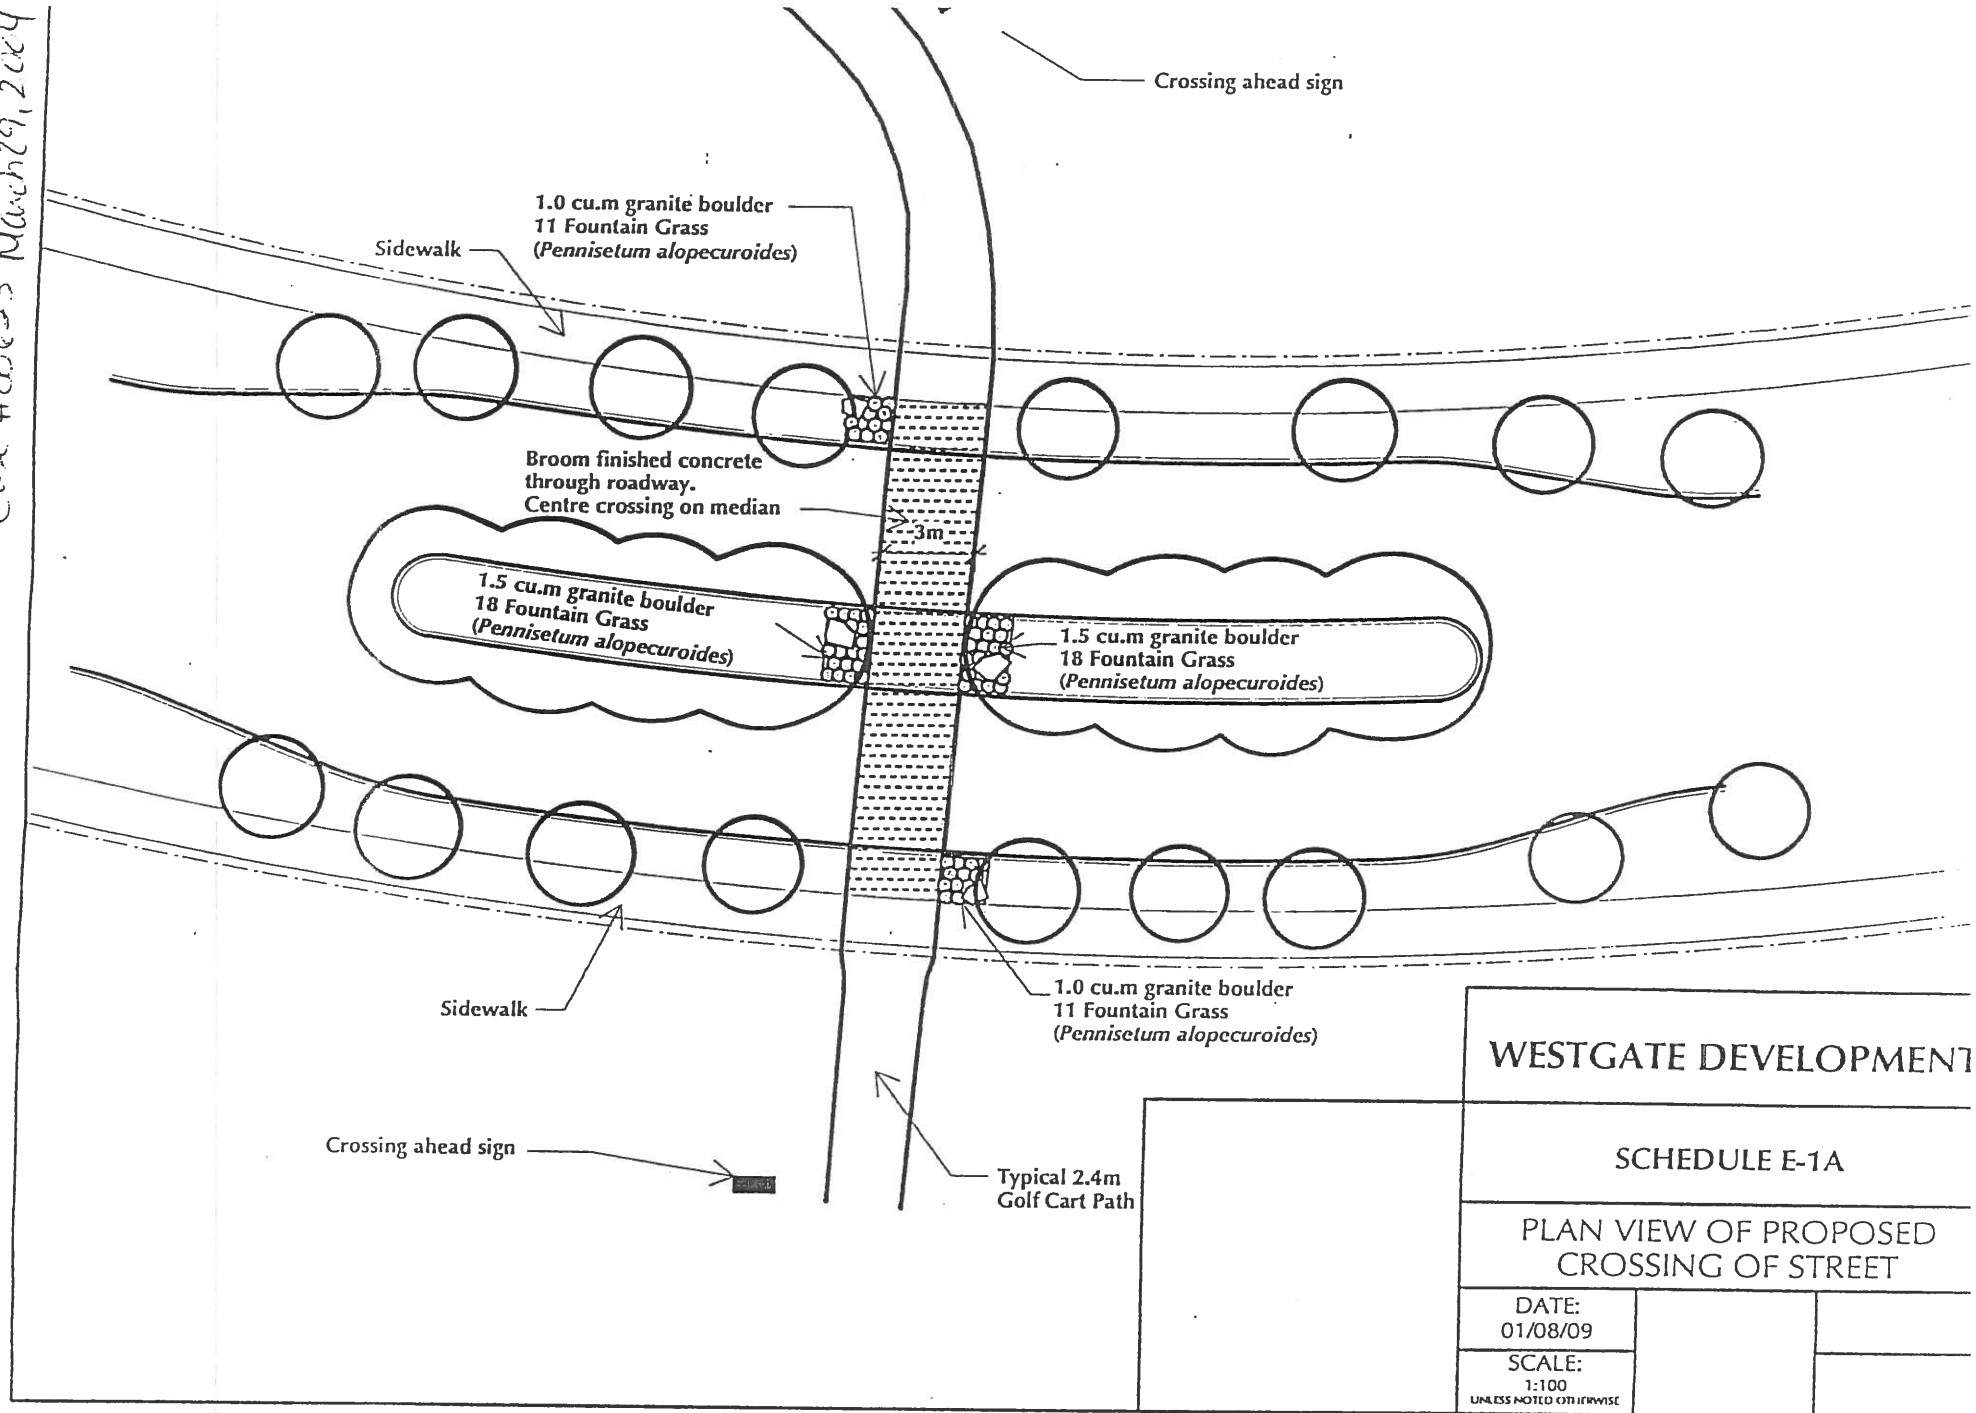 March 29, 2004
Crossing ahead sign
1.0 cu.m granite boulder
11 Fountain Grass
(Pennisetum alopecuroides)
Sidewalk
Broom finished concrete
through roadway.
Centre crossing on median
3m
1.5 cu.m granite boulder
18 Fountain Grass
(Pennisetum alopecuroides)
1.5 cu.m granite boulder
18 Fountain Grass
(Pennisetum alopecuroides)
Sidewalk
1.0 cu.m granite boulder
11 Fountain Grass
(Pennisetum alopecuroides)
Crossing ahead sign
Typical 2.4m
Golf Cart Path
WESTGATE DEVELOPMENT
SCHEDULE E-1A
PLAN VIEW OF PROPOSED
CROSSING OF STREET
DATE:
01/08/09
SCALE:
1:100
UNLESS NOTED OTHERWISE